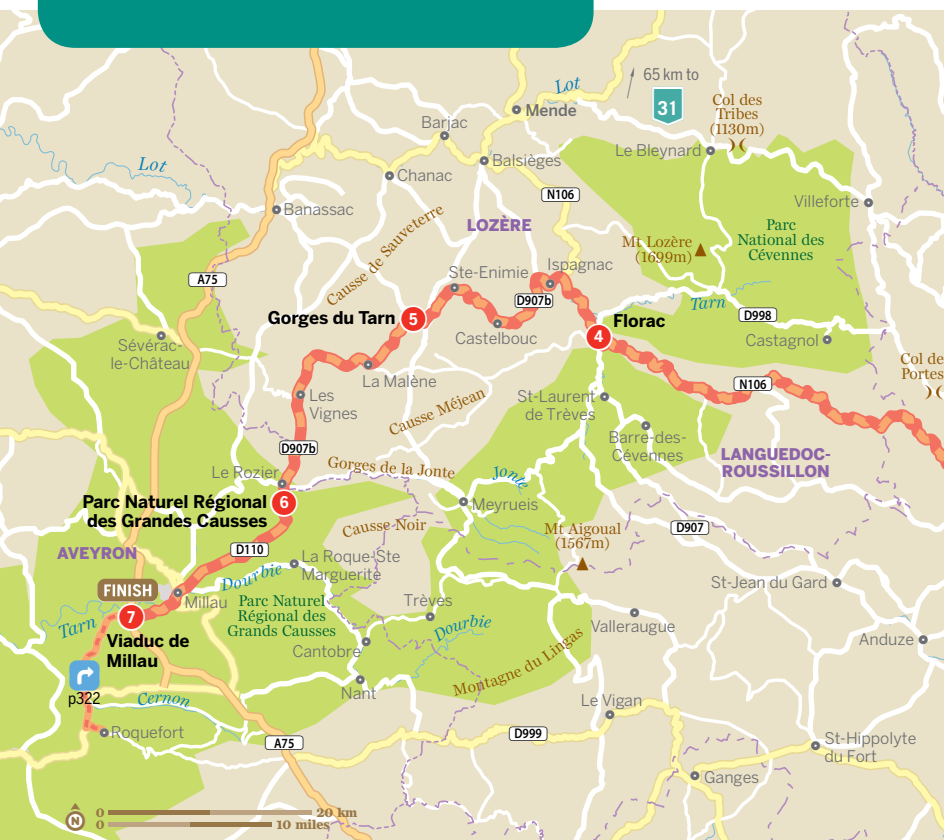 65 km to
31
Lot
Mende
Col des
Tribes
(1130m)
Barjac
Le Bleynard
Balsièges
Lot
Chanac
N106
Villeforte
Banassac
Causse de Sauveterre
LOZÈRE
Parc
National des
Cévennes
Mt Lozère
(1699m)
Ste-Enimie
Ispagnac
A75
D907b
Tarn
Gorges du Tarn
5
D998
Florac
4
Castelbouc
Castagnol
Sévérac-
le-Château
Col de
Portes
La Malène
N106
Les
Vignes
Causse Méjean
St-Laurent
de Trèves
Barre-des-
Cévennes
D907b
LANGUEDOC-
ROUSSILLON
Le Rozier
Gorges de la Jonte
Jonte
Parc Naturel Régional
des Grandes Causses
6
Meyrueis
Causse Noir
Mt Aigoual
(1567m)
D907
AVEYRON
D110
La Roque-Ste
Marguerite
Dourbie
St-Jean du Gard
FINISH
Millau
Parc Naturel
Régional des
Grands Causses
Trèves
Tarn
7
Viaduc de
Millau
Dourbie
Valleraugue
Anduze
Cantobre
Montagne du Lingas
p322
Nant
Cernon
Le Vigan
Roquefort
A75
D999
St-Hippolyte
du Fort
Ganges
N
0 20 km
0 10 miles